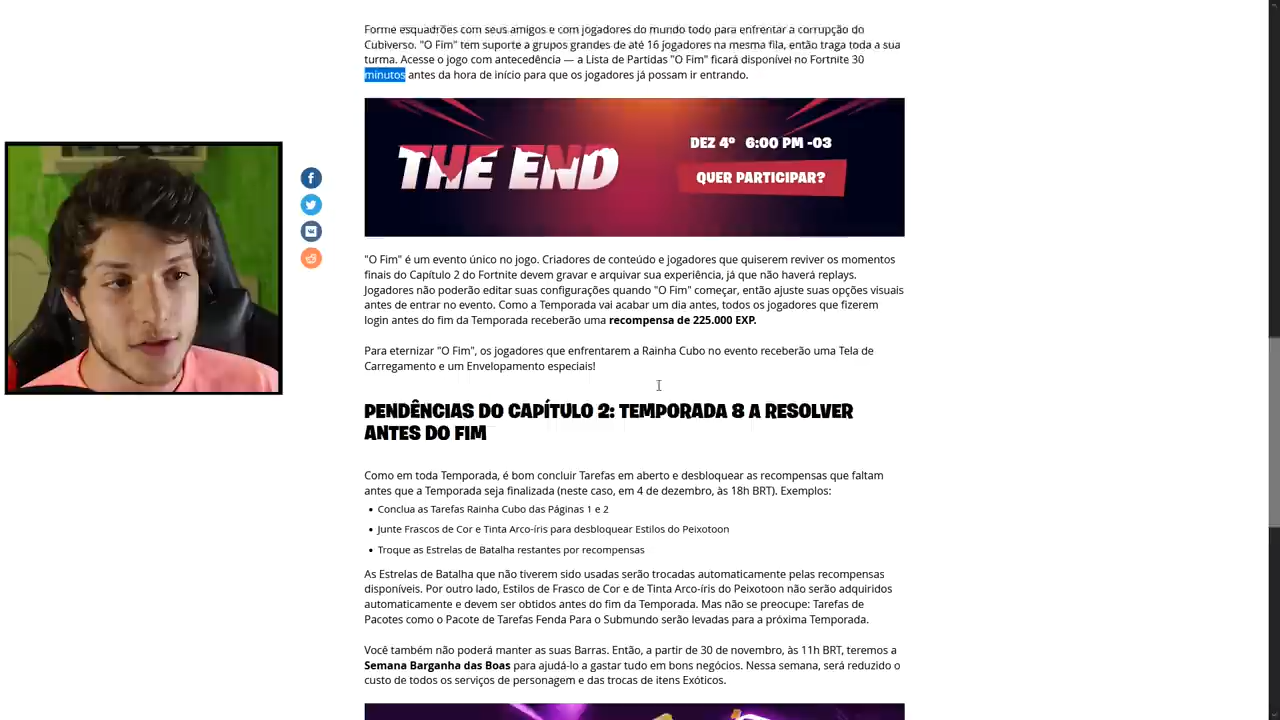 Forme esquadrões com seus amigos e com jogadores do mundo todo para enfrentar a corrupção do
Cubiverso. "O Fim" tem suporte a grupos grandes de até 16 jogadores na mesma fila, então traga toda a sua
turma. Acesse o jogo com antecedência — a Lista de Partidas "O Fim" ficará disponível no Fortnite 30
minutos antes da hora de início para que os jogadores já possam ir entrando.
THE END
DEZ 4º 6:00 PM -03
QUER PARTICIPAR?
"O Fim" é um evento único no jogo. Criadores de conteúdo e jogadores que quiserem reviver os momentos
finais do Capítulo 2 do Fortnite devem gravar e arquivar sua experiência, já que não haverá replays.
Jogadores não poderão editar suas configurações quando "O Fim" começar, então ajuste suas opções visuais
antes de entrar no evento. Como a Temporada vai acabar um dia antes, todos os jogadores que fizerem
login antes do fim da Temporada receberão uma recompensa de 225.000 EXP.
Para eternizar "O Fim", os jogadores que enfrentarem a Rainha Cubo no evento receberão uma Tela de
Carregamento e um Envelopamento especiais!
PENDÊNCIAS DO CAPÍTULO 2: TEMPORADA 8 A RESOLVER
ANTES DO FIM
Como em toda Temporada, é bom concluir Tarefas em aberto e desbloquear as recompensas que faltam
antes que a Temporada seja finalizada (neste caso, em 4 de dezembro, às 18h BRT). Exemplos:
• Conclua as Tarefas Rainha Cubo das Páginas 1 e 2
• Junte Frascos de Cor e Tinta Arco-íris para desbloquear Estilos do Peixotoon
• Troque as Estrelas de Batalha restantes por recompensas
As Estrelas de Batalha que não tiverem sido usadas serão trocadas automaticamente pelas recompensas
disponíveis. Por outro lado, Estilos de Frasco de Cor e de Tinta Arco-íris do Peixotoon não serão adquiridos
automaticamente e devem ser obtidos antes do fim da Temporada. Mas não se preocupe: Tarefas de
Pacotes como o Pacote de Tarefas Fenda Para o Submundo serão levadas para a próxima Temporada.
Você também não poderá manter as suas Barras. Então, a partir de 30 de novembro, às 11h BRT, teremos a
Semana Barganha das Boas para ajudá-lo a gastar tudo em bons negócios. Nessa semana, será reduzido o
custo de todos os serviços de personagem e das trocas de itens Exóticos.